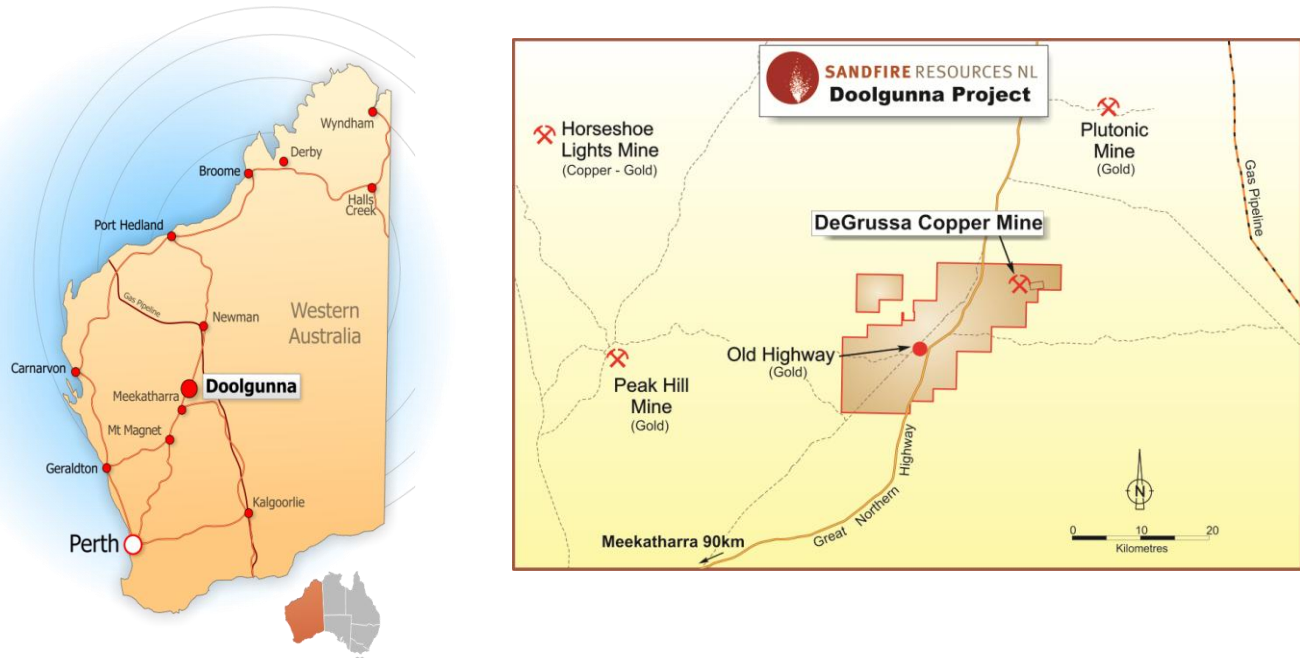 Wyndham
Derby
Broome
Halls
Creek
Port Hedland
Gas Pipeline
Newman
Western
Australia
Carnarvon
Doolgunna
Meekatharra
Mt Magnet
Geraldton
Kalgoorlie
Perth
SANDFIRE RESOURCES NL
Doolgunna Project
Horseshoe
Lights Mine
(Copper - Gold)
Plutonic
Mine
(Gold)
Gas Pipeline
DeGrussa Copper Mine
Old Highway
(Gold)
Peak Hill
Mine
(Gold)
Great Northern Highway
N
Meekatharra 90km
0 10 20
Kilometres